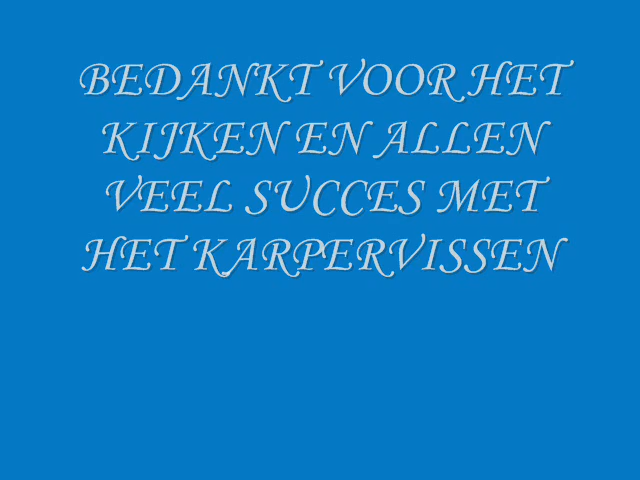 BEDANKT VOOR HET
KIJKEN EN ALLEN
VEEL SUCCES MET
HET KARPERVISSEN